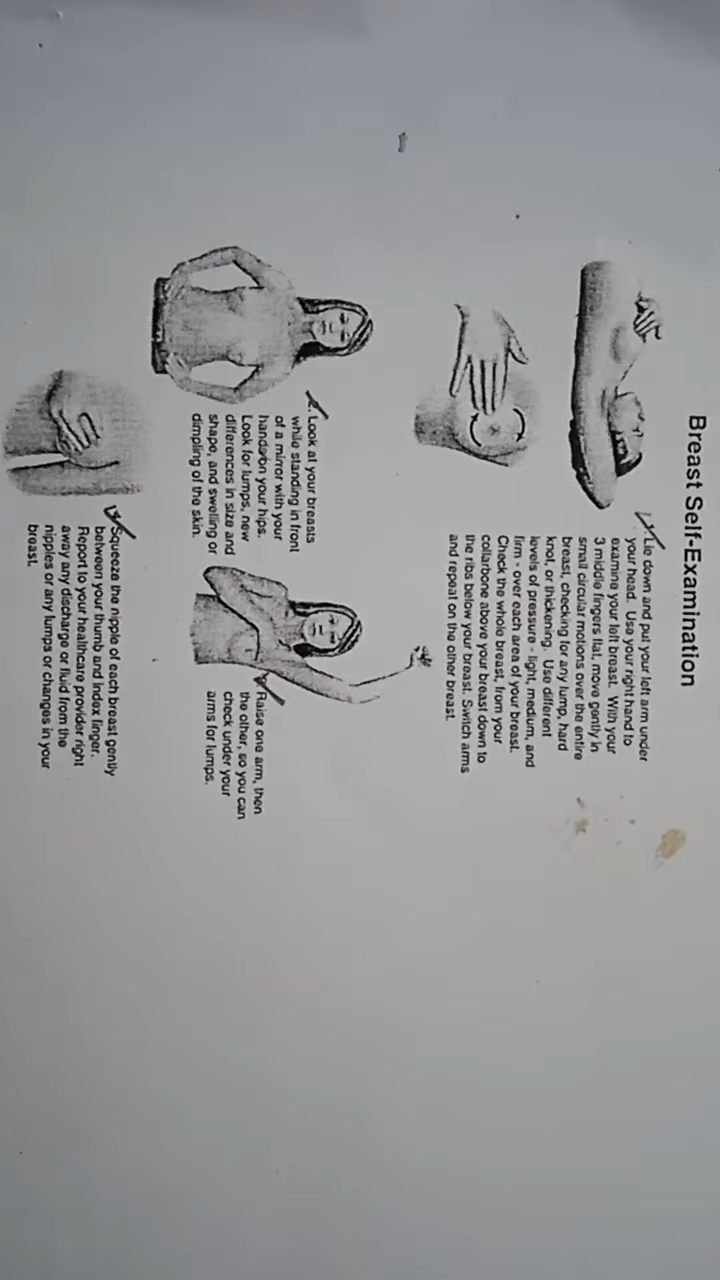 Breast Self-Examination
Lie down and put your left arm under
your head. Use your right hand to
examine your left breast. With your
3 middle fingers flat, move gently in
small circular motions over the entire
breast, checking for any lump, hard
knot, or thickening. Use different
levels of pressure - light, medium, and
firm - over each area of your breast.
Check the whole breast, from your
collarbone above your breast down to
the ribs below your breast. Switch arms
and repeat on the other breast.
Look at your breasts
while standing in front
of a mirror with your
hands on your hips.
Look for lumps, new
differences in size and
shape, and swelling or
dimpling of the skin.
Raise one arm, then
the other, so you can
check under your
arms for lumps.
Squeeze the nipple of each breast gently
between your thumb and index finger.
Report to your healthcare provider right
away any discharge or fluid from the
nipples or any lumps or changes in your
breast.